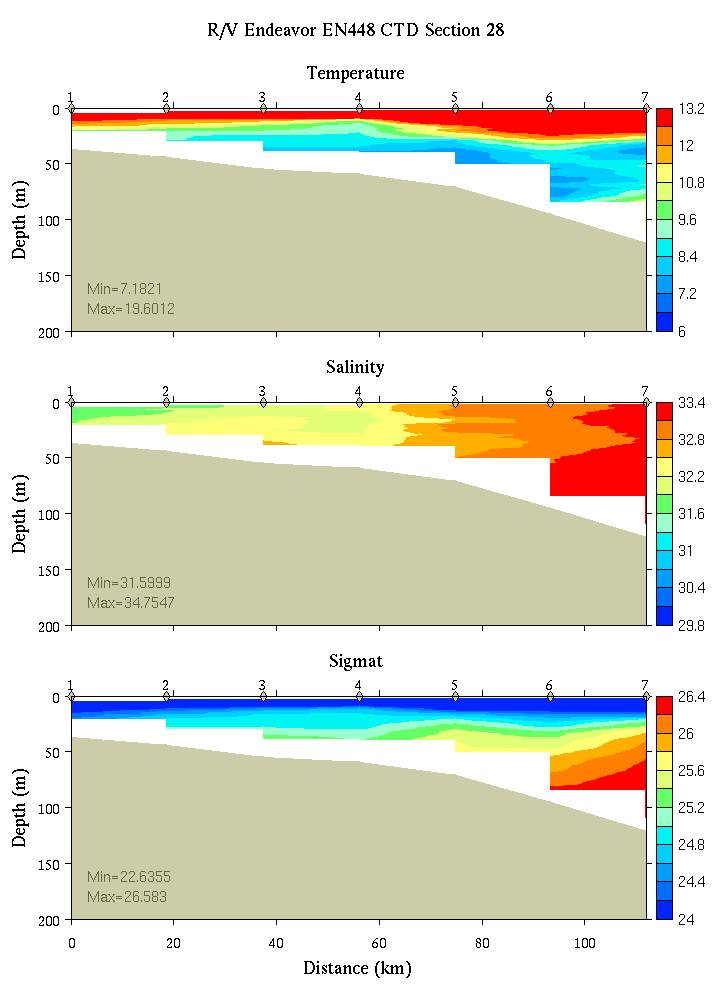 R/V Endeavor EN448 CTD Section 28
Temperature
1 2 3 4 5 6 7
0
50
100
150
200
Depth (m)
Min=7.1821
Max=19.6012
13.2
12
10.8
9.6
8.4
7.2
6
Salinity
1 2 3 4 5 6 7
0
50
100
150
200
Depth (m)
Min=31.5999
Max=34.7547
33.4
32.8
32.2
31.6
31
30.4
29.8
Sigmat
1 2 3 4 5 6 7
0
50
100
150
200
Depth (m)
Min=22.6355
Max=26.583
26.4
26
25.6
25.2
24.8
24.4
24
0 20 40 60 80 100
Distance (km)